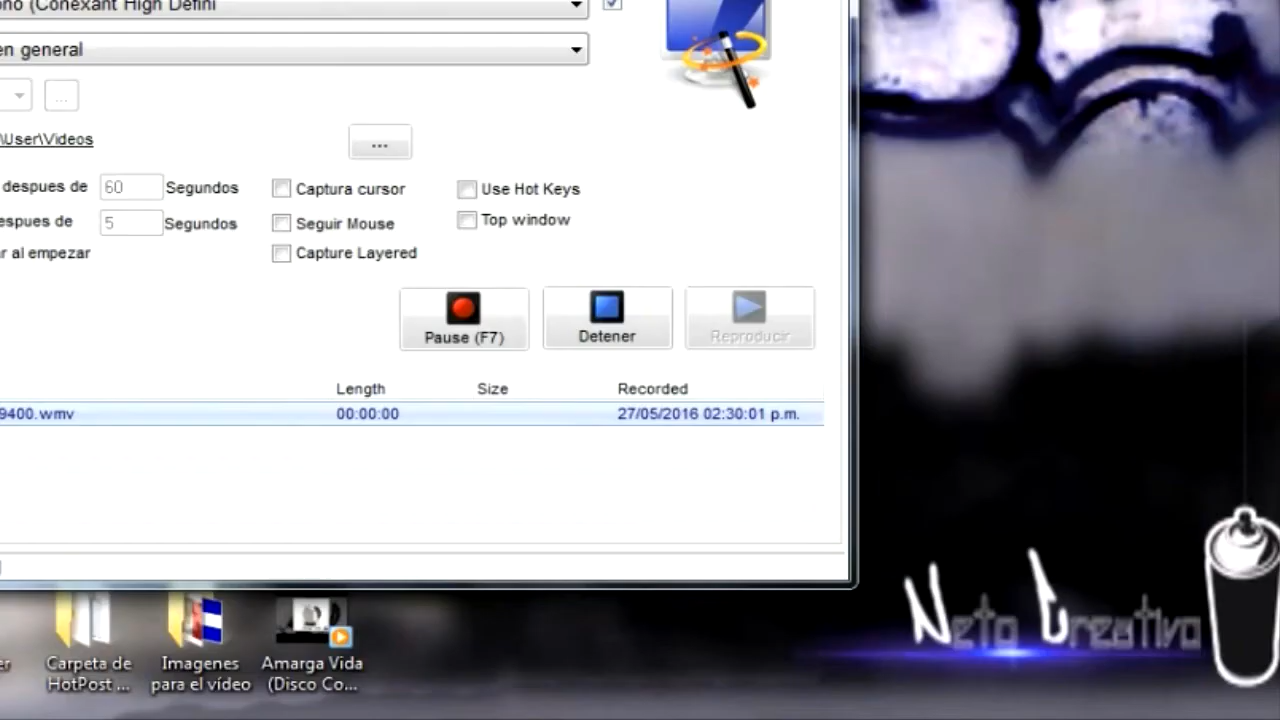 ono (Conexant High Defini
en general
...
\User\Videos
...
despues de 60 Segundos
Captura cursor
Use Hot Keys
espues de 5 Segundos
Seguir Mouse
Top window
r al empezar
Capture Layered
Pause (F7)
Detener
Reproducir
Length Size Recorded
9400.wmv 00:00:00 27/05/2016 02:30:01 p.m.
er
Carpeta de
HotPost ...
Imagenes
para el vídeo
Amarga Vida
(Disco Co...
Neto Creativo